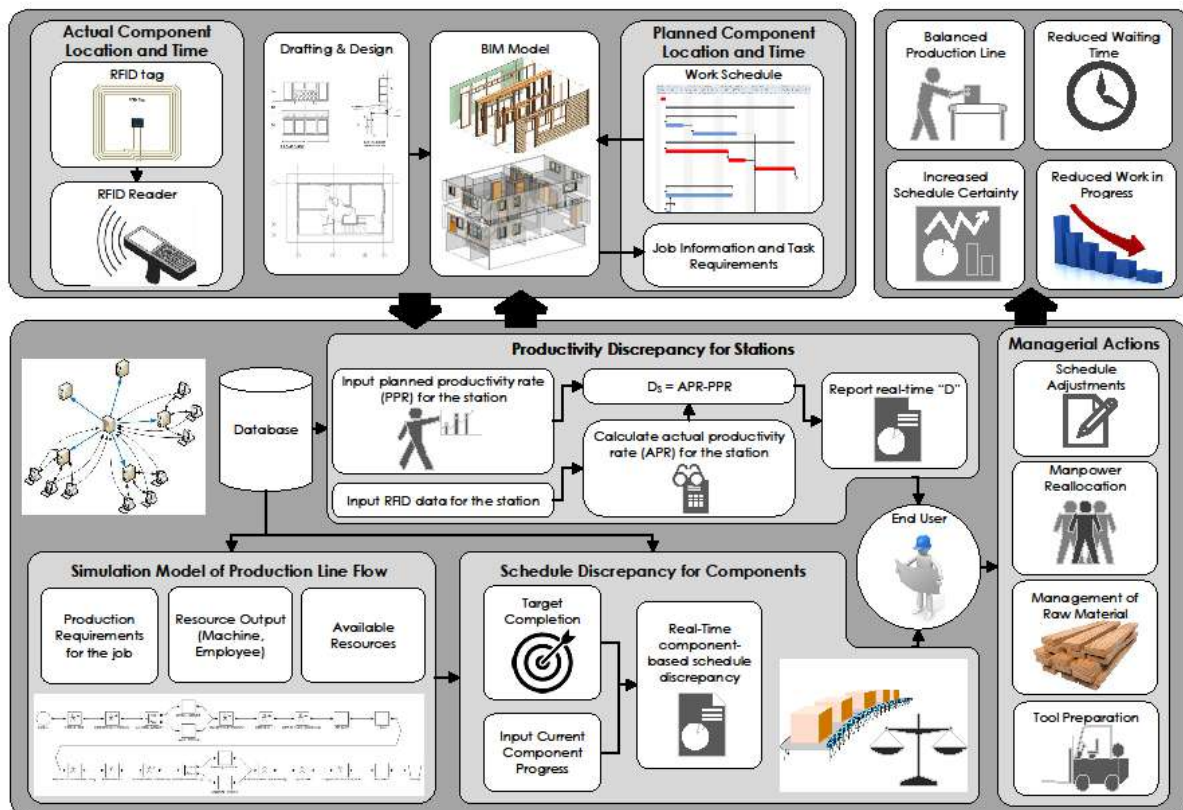 Actual Component
Location and Time
RFID tag
RFID Reader
Drafting & Design
BIM Model
Planned Component
Location and Time
Work Schedule
Job Information and Task
Requirements
Balanced
Production Line
Reduced Waiting
Time
Increased
Schedule Certainty
Reduced Work in
Progress
Productivity Discrepancy for Stations
Database
Input planned productivity rate
(PPR) for the station
Input RFID data for the station
Ds = APR-PPR
Calculate actual productivity
rate (APR) for the station
Report real-time "D"
End User
Managerial Actions
Schedule
Adjustments
Manpower
Reallocation
Management of
Raw Material
Tool Preparation
Simulation Model of Production Line Flow
Production
Requirements
for the job
Resource Output
(Machine,
Employee)
Available
Resources
Schedule Discrepancy for Components
Target
Completion
Input Current
Component
Progress
Real-Time
component-
based schedule
discrepancy